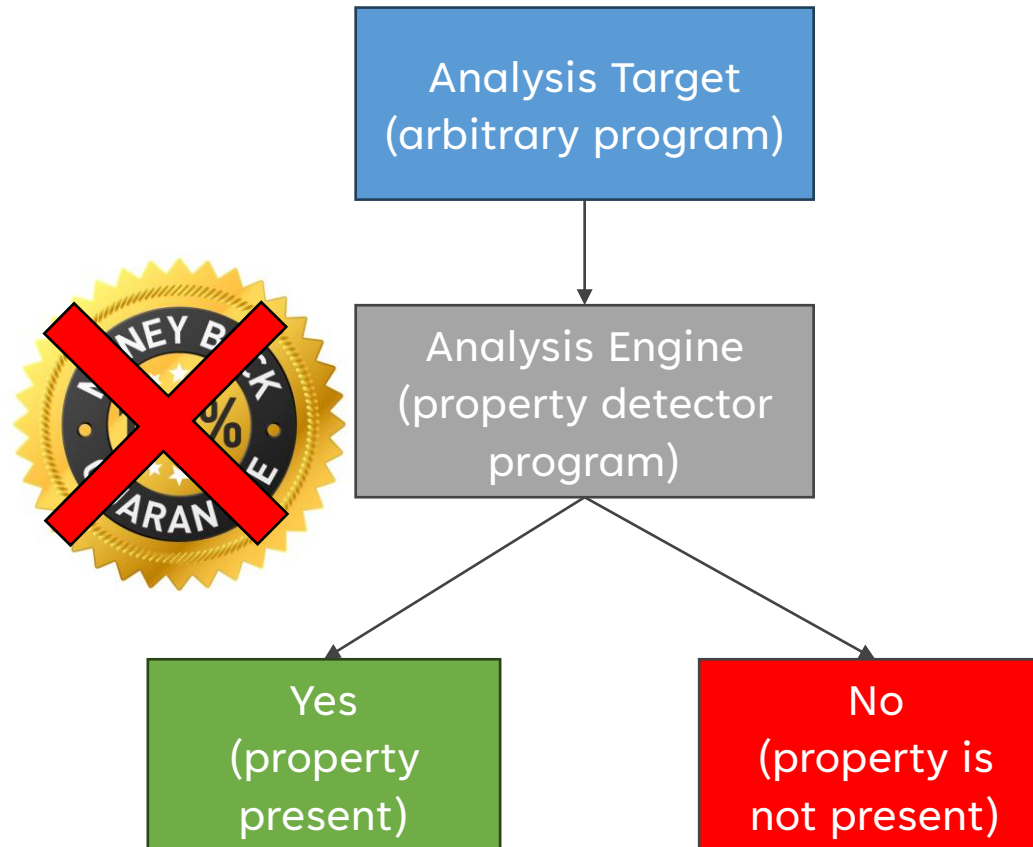 Analysis Target
(arbitrary program)
Analysis Engine
(property detector
program)
Yes
(property
present)
No
(property is
not present)